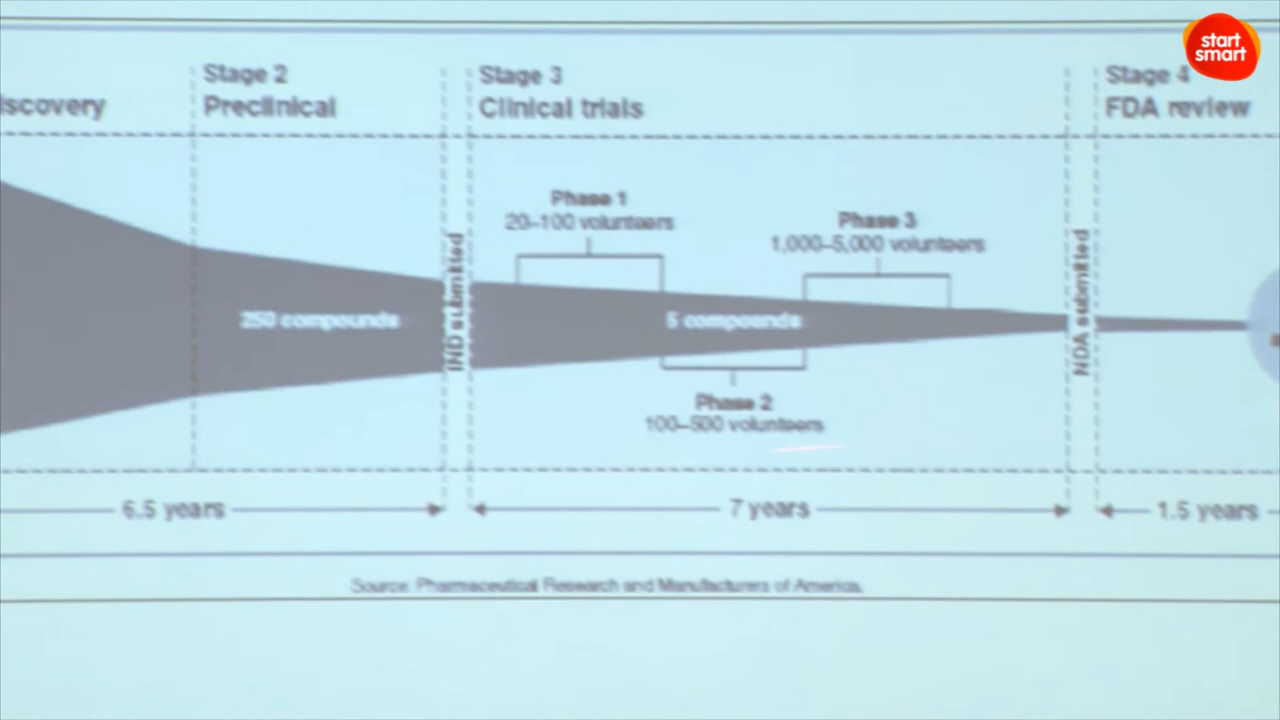 start
smart
Stage 2
Stage 3
Stage 4
iscovery
Preclinical
Clinical trials
FDA review
Phase 1
20–100 volunteers
Phase 3
1,000–5,000 volunteers
250 compounds
IND submitted
5 compounds
NDA submitted
Phase 2
100–500 volunteers
6.5 years
7 years
1.5 years
Source: Pharmaceutical Research and Manufacturers of America.